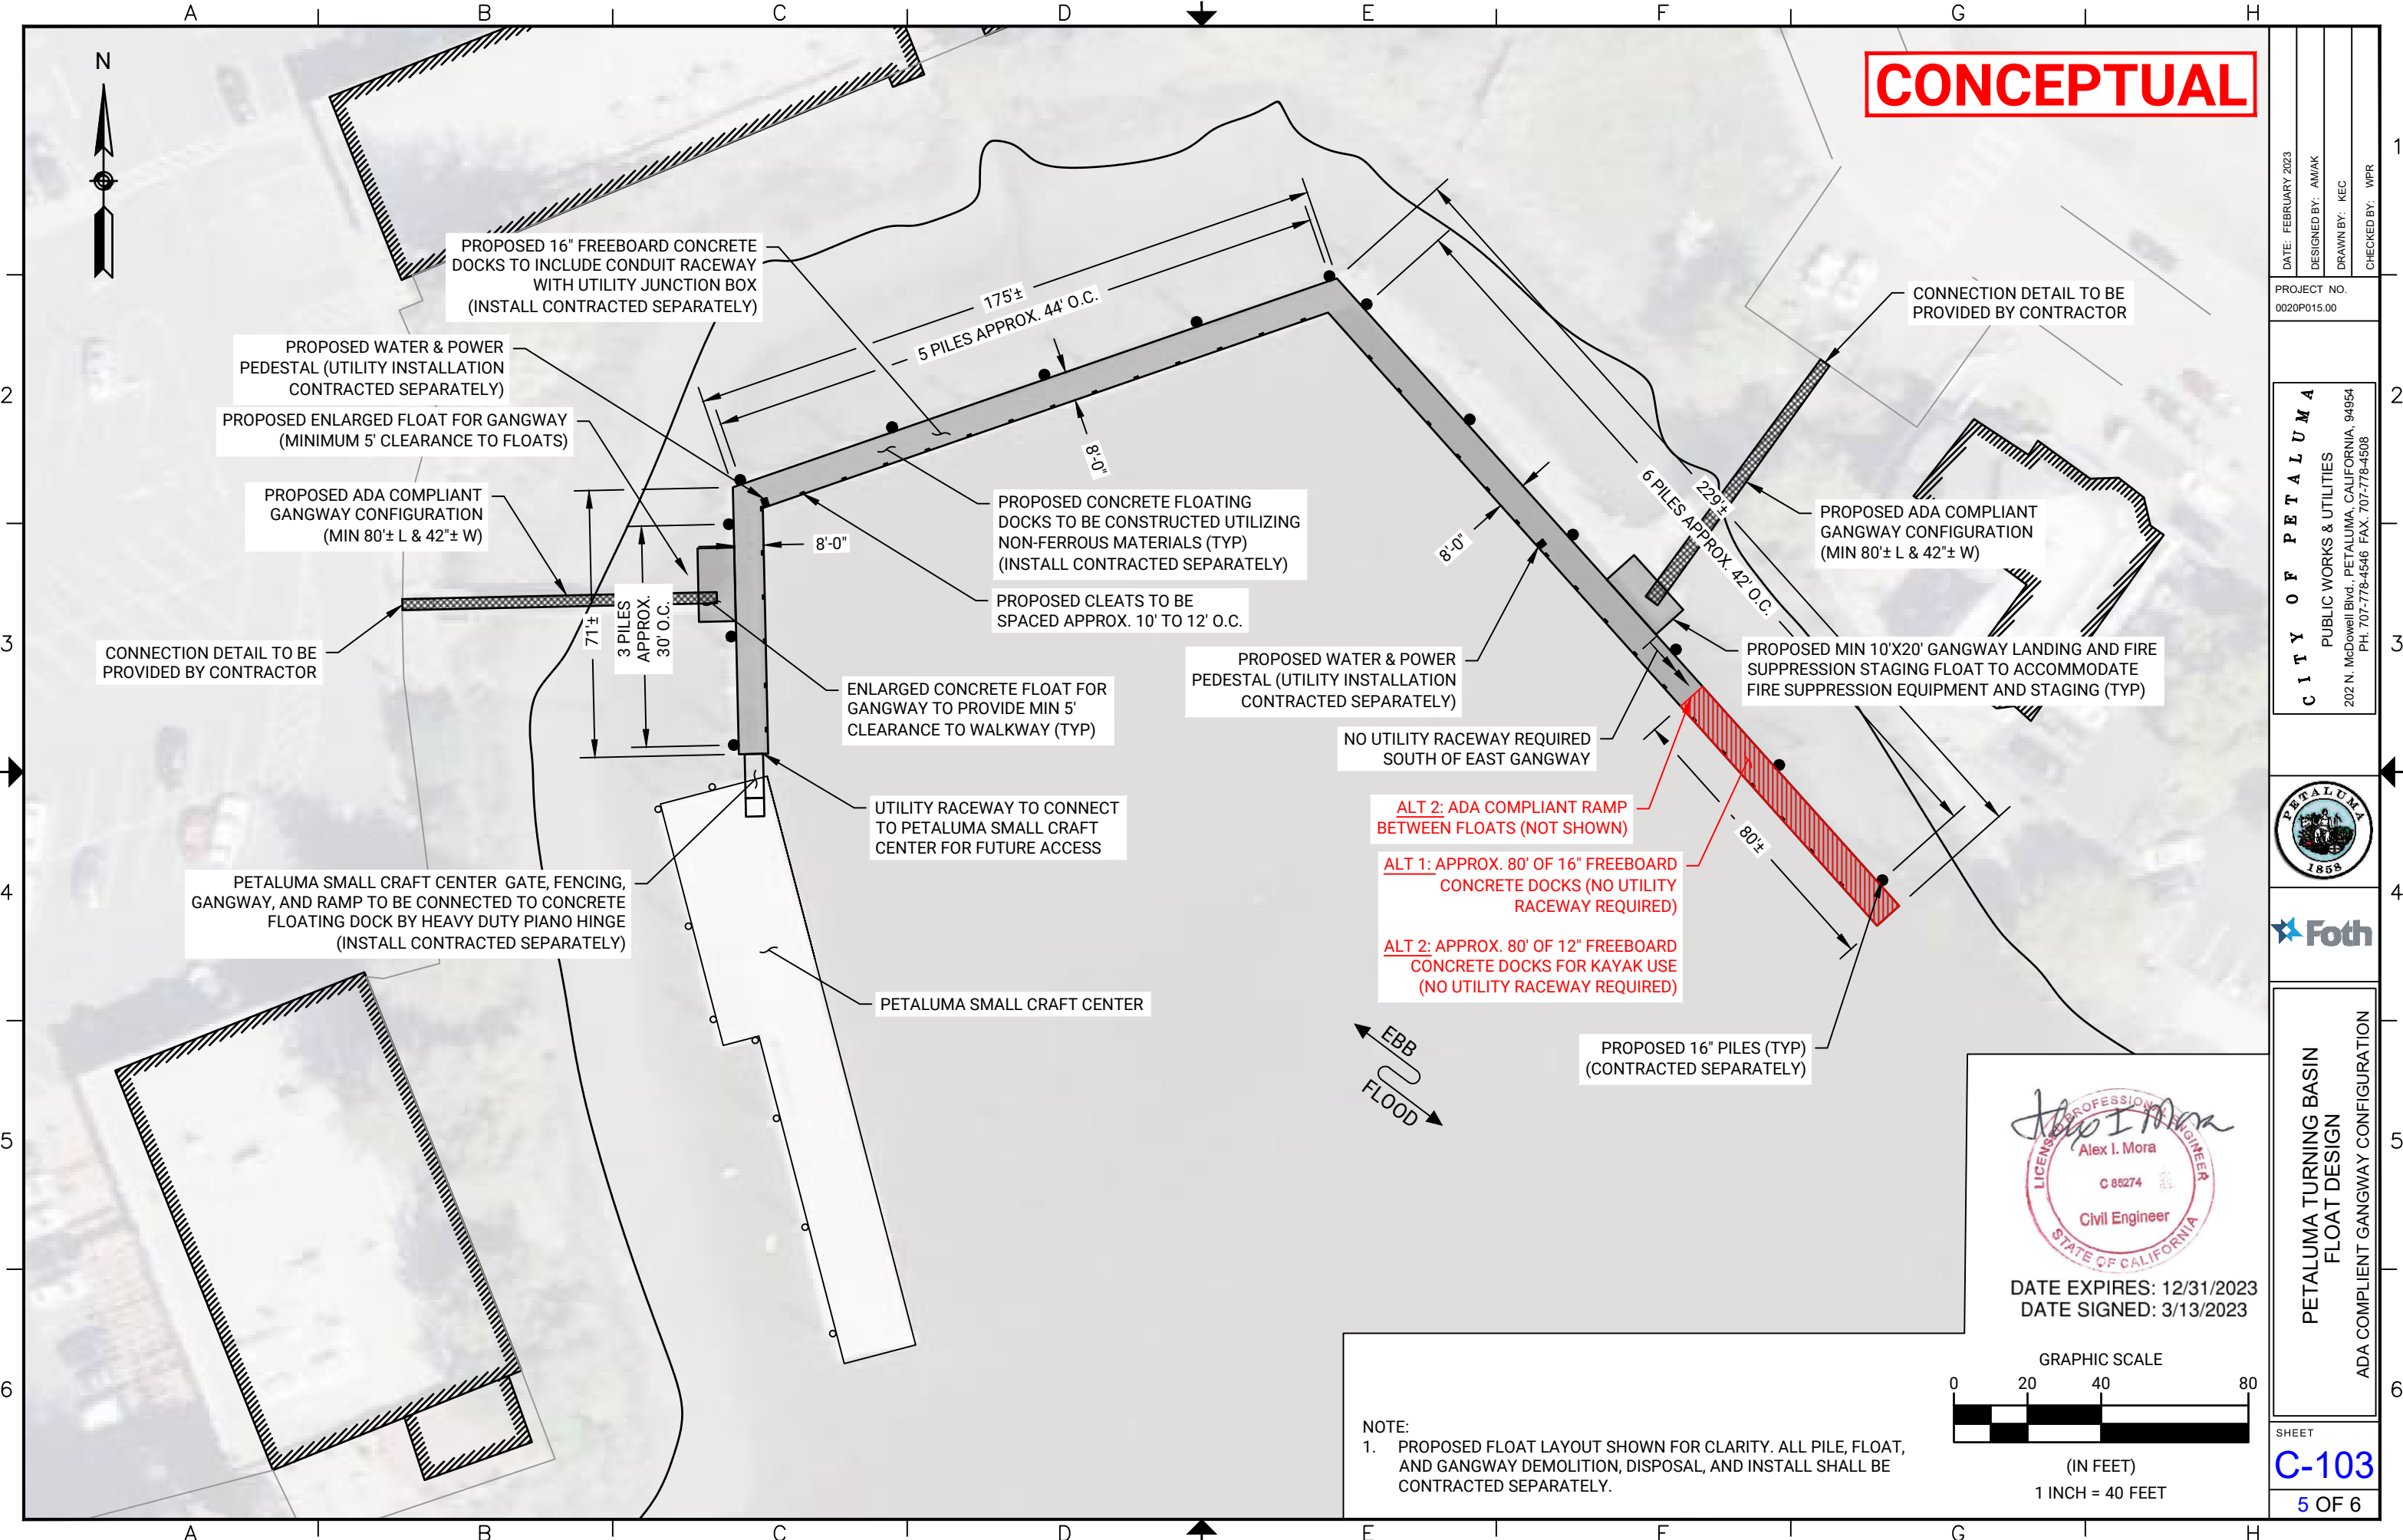 A B C D E F G H
N
CONCEPTUAL
1
2
3
4
5
6
PROPOSED 16" FREEBOARD CONCRETE
DOCKS TO INCLUDE CONDUIT RACEWAY
WITH UTILITY JUNCTION BOX
(INSTALL CONTRACTED SEPARATELY)
PROPOSED WATER & POWER
PEDESTAL (UTILITY INSTALLATION
CONTRACTED SEPARATELY)
PROPOSED ENLARGED FLOAT FOR GANGWAY
(MINIMUM 5' CLEARANCE TO FLOATS)
PROPOSED ADA COMPLIANT
GANGWAY CONFIGURATION
(MIN 80'± L & 42"± W)
CONNECTION DETAIL TO BE
PROVIDED BY CONTRACTOR
71'±
3 PILES
APPROX.
30' O.C.
8'-0"
175'±
5 PILES APPROX. 44' O.C.
8'-0"
PROPOSED CONCRETE FLOATING
DOCKS TO BE CONSTRUCTED UTILIZING
NON-FERROUS MATERIALS (TYP)
(INSTALL CONTRACTED SEPARATELY)
PROPOSED CLEATS TO BE
SPACED APPROX. 10' TO 12' O.C.
ENLARGED CONCRETE FLOAT FOR
GANGWAY TO PROVIDE MIN 5'
CLEARANCE TO WALKWAY (TYP)
UTILITY RACEWAY TO CONNECT
TO PETALUMA SMALL CRAFT
CENTER FOR FUTURE ACCESS
PETALUMA SMALL CRAFT CENTER GATE, FENCING,
GANGWAY, AND RAMP TO BE CONNECTED TO CONCRETE
FLOATING DOCK BY HEAVY DUTY PIANO HINGE
(INSTALL CONTRACTED SEPARATELY)
PETALUMA SMALL CRAFT CENTER
CONNECTION DETAIL TO BE
PROVIDED BY CONTRACTOR
229'±
6 PILES APPROX. 42' O.C.
8'-0"
PROPOSED ADA COMPLIANT
GANGWAY CONFIGURATION
(MIN 80'± L & 42"± W)
PROPOSED WATER & POWER
PEDESTAL (UTILITY INSTALLATION
CONTRACTED SEPARATELY)
PROPOSED MIN 10'X20' GANGWAY LANDING AND FIRE
SUPPRESSION STAGING FLOAT TO ACCOMMODATE
FIRE SUPPRESSION EQUIPMENT AND STAGING (TYP)
NO UTILITY RACEWAY REQUIRED
SOUTH OF EAST GANGWAY
ALT 2: ADA COMPLIANT RAMP
BETWEEN FLOATS (NOT SHOWN)
80'±
ALT 1: APPROX. 80' OF 16" FREEBOARD
CONCRETE DOCKS (NO UTILITY
RACEWAY REQUIRED)
ALT 2: APPROX. 80' OF 12" FREEBOARD
CONCRETE DOCKS FOR KAYAK USE
(NO UTILITY RACEWAY REQUIRED)
EBB
FLOOD
PROPOSED 16" PILES (TYP)
(CONTRACTED SEPARATELY)
LICENSED PROFESSIONAL ENGINEER
Alex I Mora
Alex I. Mora
C 85274
Civil Engineer
STATE OF CALIFORNIA
DATE EXPIRES: 12/31/2023
DATE SIGNED: 3/13/2023
GRAPHIC SCALE
0 20 40 80
(IN FEET)
1 INCH = 40 FEET
NOTE:
1. PROPOSED FLOAT LAYOUT SHOWN FOR CLARITY. ALL PILE, FLOAT,
AND GANGWAY DEMOLITION, DISPOSAL, AND INSTALL SHALL BE
CONTRACTED SEPARATELY.
DATE: FEBRUARY 2023
DESIGNED BY: AM/AK
DRAWN BY: KEC
CHECKED BY: WPR
PROJECT NO.
0020P015.00
CITY OF PETALUMA
PUBLIC WORKS & UTILITIES
202 N. McDowell Blvd., PETALUMA, CALIFORNIA, 94954
PH. 707-778-4546 FAX. 707-778-4508
PETALUMA
1858
Foth
PETALUMA TURNING BASIN
FLOAT DESIGN
ADA COMPLIENT GANGWAY CONFIGURATION
SHEET
C-103
5 OF 6
1
2
3
4
5
6
A B C D E F G H